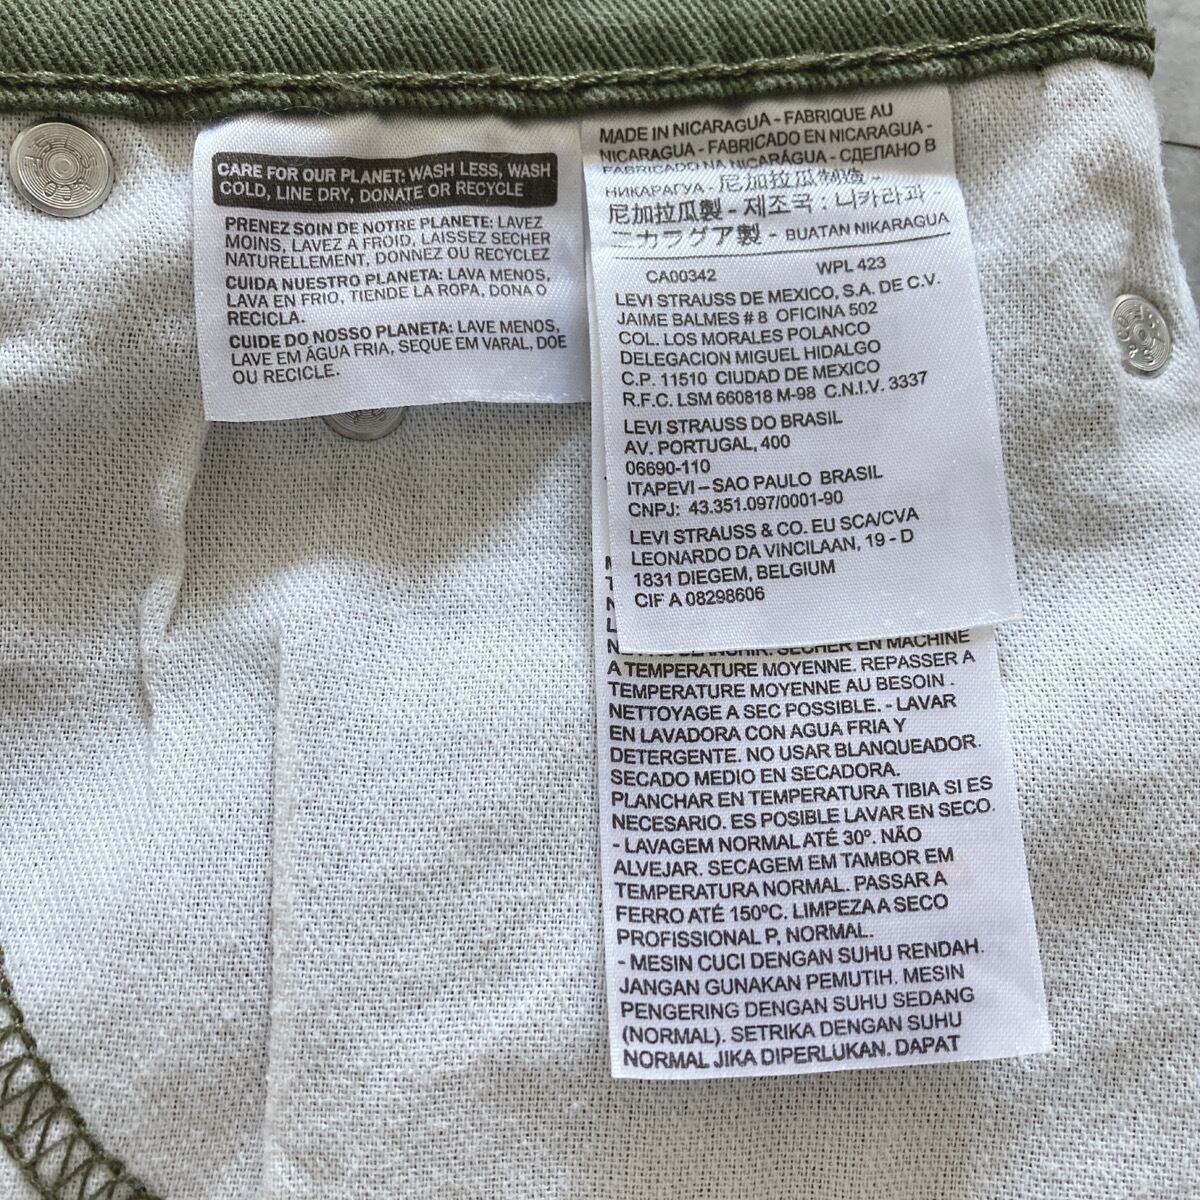 CARE FOR OUR PLANET: WASH LESS, WASH
COLD, LINE DRY, DONATE OR RECYCLE
PRENEZ SOIN DE NOTRE PLANETE: LAVEZ
MOINS, LAVEZ A FROID, LAISSEZ SECHER
NATURELLEMENT, DONNEZ OU RECYCLEZ
CUIDA NUESTRO PLANETA: LAVA MENOS,
LAVA EN FRIO, TIENDE LA ROPA, DONA O
RECICLA.
CUIDE DO NOSSO PLANETA: LAVE MENOS,
LAVE EM ÁGUA FRIA, SEQUE EM VARAL, DOE
OU RECICLE.
MADE IN NICARAGUA - FABRIQUE AU
NICARAGUA - FABRICADO EN NICARAGUA -
FABRICADO NA NICARÁGUA - СДЕЛАНО В
НИКАРАГУА - 尼加拉瓜制造 -
尼加拉瓜製 - 제조국 : 니카라과 -
ニカラグア製 - BUATAN NIKARAGUA
CA00342 WPL 423
LEVI STRAUSS DE MEXICO, S.A. DE C.V.
JAIME BALMES # 8 OFICINA 502
COL. LOS MORALES POLANCO
DELEGACION MIGUEL HIDALGO
C.P. 11510 CIUDAD DE MEXICO
R.F.C. LSM 660818 M-98 C.N.I.V. 3337
LEVI STRAUSS DO BRASIL
AV. PORTUGAL, 400
06690-110
ITAPEVI – SAO PAULO BRASIL
CNPJ: 43.351.097/0001-90
LEVI STRAUSS & CO. EU SCA/CVA
LEONARDO DA VINCILAAN, 19 - D
1831 DIEGEM, BELGIUM
CIF A 08298606
BLANCHIR. SECHER EN MACHINE
A TEMPERATURE MOYENNE. REPASSER A
TEMPERATURE MOYENNE AU BESOIN .
NETTOYAGE A SEC POSSIBLE. - LAVAR
EN LAVADORA CON AGUA FRIA Y
DETERGENTE. NO USAR BLANQUEADOR.
SECADO MEDIO EN SECADORA.
PLANCHAR EN TEMPERATURA TIBIA SI ES
NECESARIO. ES POSIBLE LAVAR EN SECO.
- LAVAGEM NORMAL ATÉ 30º. NÃO
ALVEJAR. SECAGEM EM TAMBOR EM
TEMPERATURA NORMAL. PASSAR A
FERRO ATÉ 150ºC. LIMPEZA A SECO
PROFISSIONAL P, NORMAL.
- MESIN CUCI DENGAN SUHU RENDAH.
JANGAN GUNAKAN PEMUTIH. MESIN
PENGERING DENGAN SUHU SEDANG
(NORMAL). SETRIKA DENGAN SUHU
NORMAL JIKA DIPERLUKAN. DAPAT